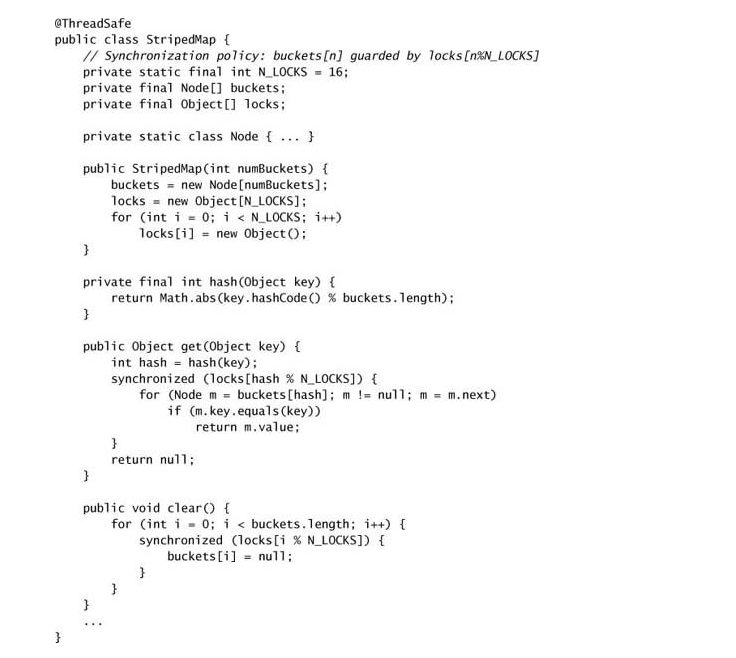 @ThreadSafe
public class StripedMap {
    // Synchronization policy: buckets[n] guarded by locks[n%N_LOCKS]
    private static final int N_LOCKS = 16;
    private final Node[] buckets;
    private final Object[] locks;

    private static class Node { ... }

    public StripedMap(int numBuckets) {
        buckets = new Node[numBuckets];
        locks = new Object[N_LOCKS];
        for (int i = 0; i < N_LOCKS; i++)
            locks[i] = new Object();
    }

    private final int hash(Object key) {
        return Math.abs(key.hashCode() % buckets.length);
    }

    public Object get(Object key) {
        int hash = hash(key);
        synchronized (locks[hash % N_LOCKS]) {
            for (Node m = buckets[hash]; m != null; m = m.next)
                if (m.key.equals(key))
                    return m.value;
        }
        return null;
    }

    public void clear() {
        for (int i = 0; i < buckets.length; i++) {
            synchronized (locks[i % N_LOCKS]) {
                buckets[i] = null;
            }
        }
    }
    ...
}